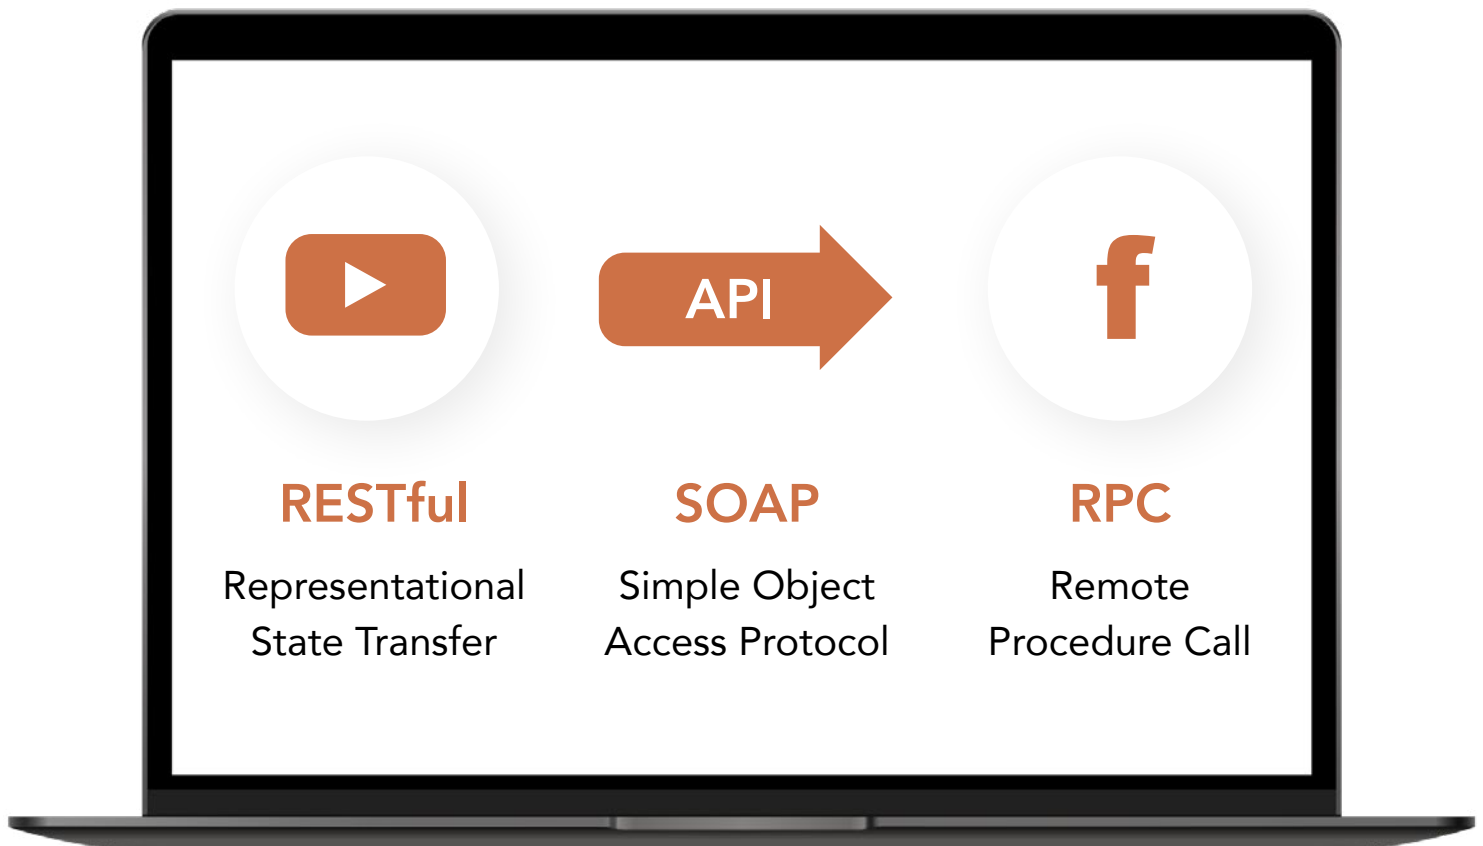 API
f
RESTful
SOAP
RPC
Representational
State Transfer
Simple Object
Access Protocol
Remote
Procedure Call